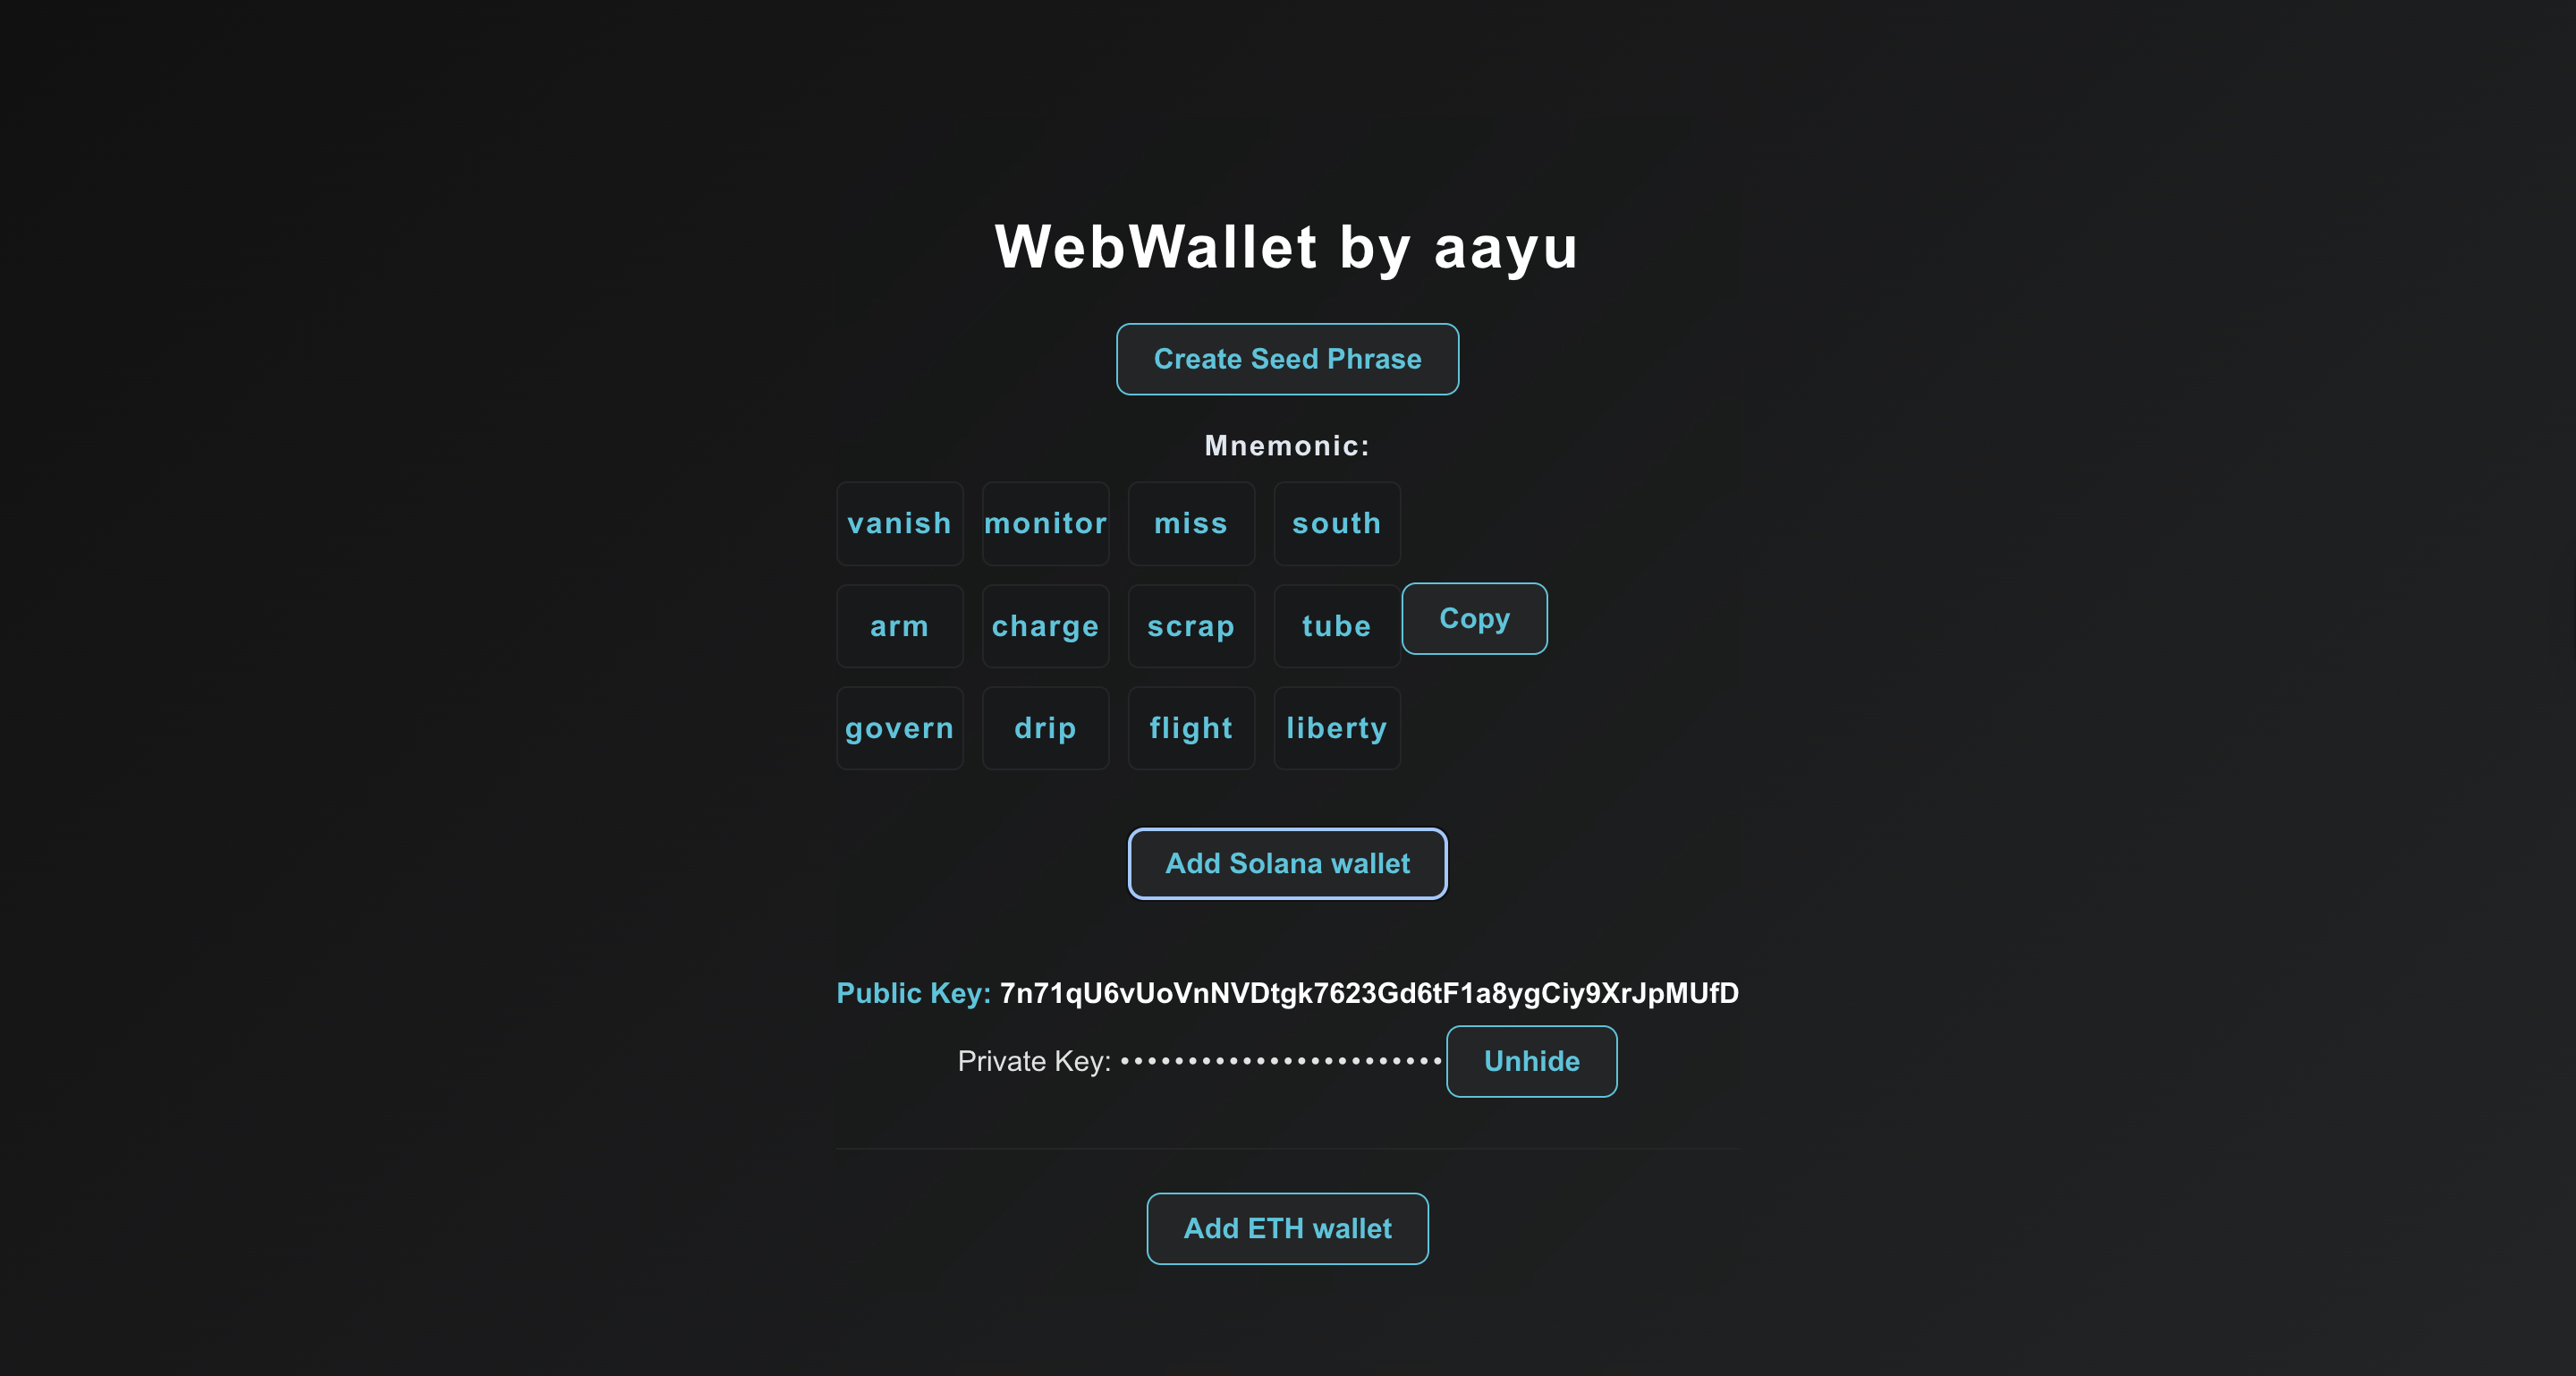 WebWallet by aayu
Create Seed Phrase
Mnemonic:
vanish monitor miss south
arm charge scrap tube Copy
govern drip flight liberty
Add Solana wallet
Public Key: 7n71qU6vUoVnNVDtgk7623Gd6tF1a8ygCiy9XrJpMUfD
Private Key: •••••••••••••••••••••••• Unhide
Add ETH wallet